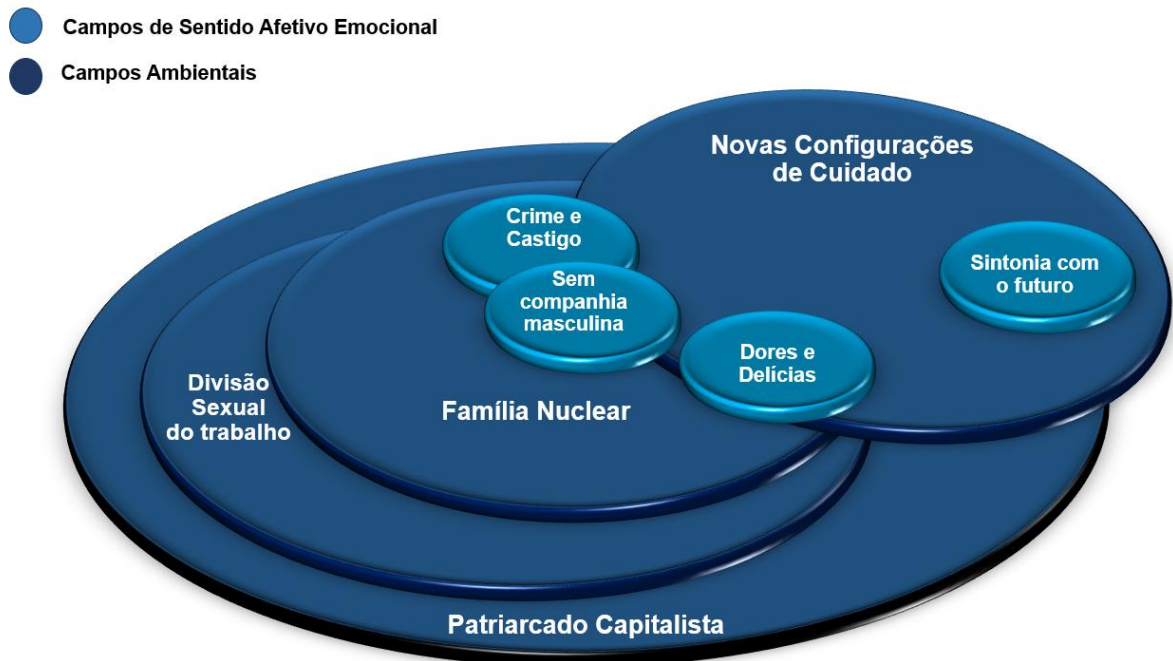 Campos de Sentido Afetivo Emocional
Campos Ambientais
Novas Configurações
de Cuidado
Crime e
Castigo
Sem
companhia
masculina
Sintonia com
o futuro
Dores e
Delícias
Divisão
Sexual
do trabalho
Família Nuclear
Patriarcado Capitalista